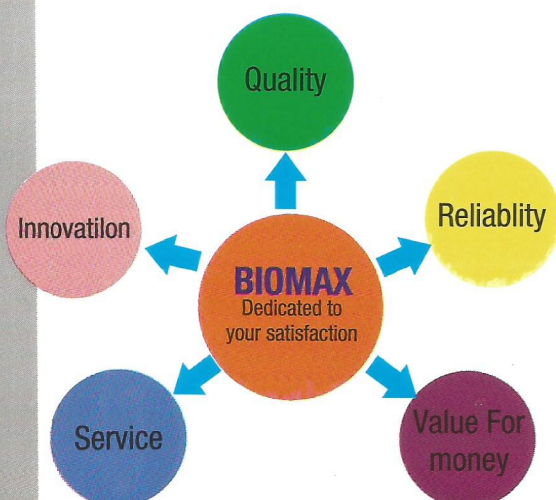 Quality
Innovatilon
Reliablity
BIOMAX
Dedicated to
your satisfaction
Service
Value For
money